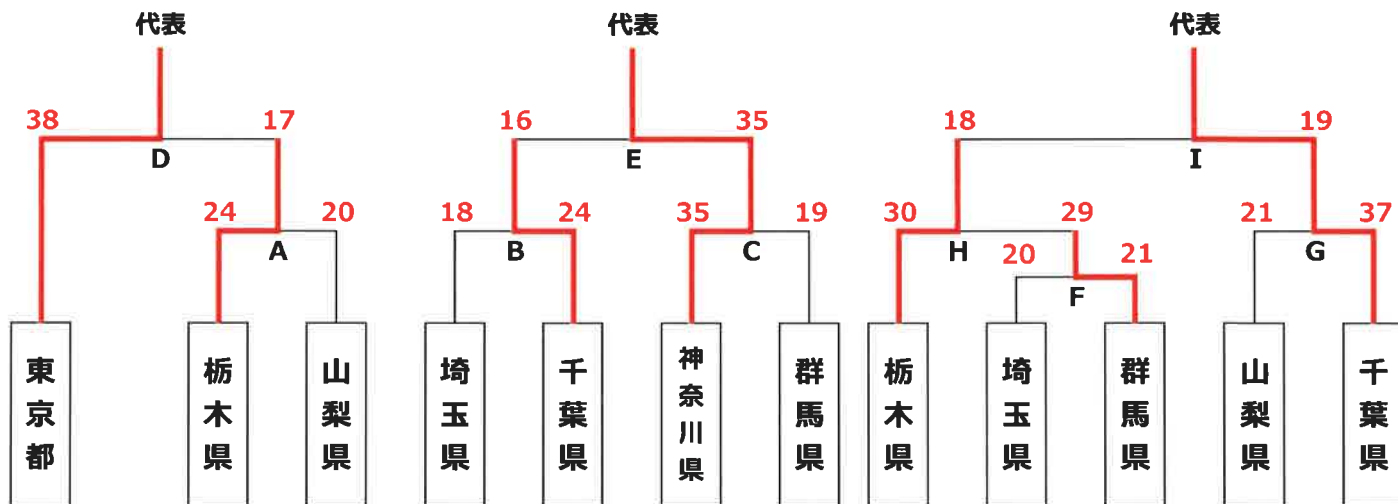 代表 代表 代表
38 17 16 35 18 19
D E I
24 20 18 24 35 19 30 29 21 37
A B C H 20 21 G
F
東京都 栃木県 山梨県 埼玉県 千葉県 神奈川県 群馬県 栃木県 埼玉県 群馬県 山梨県 千葉県